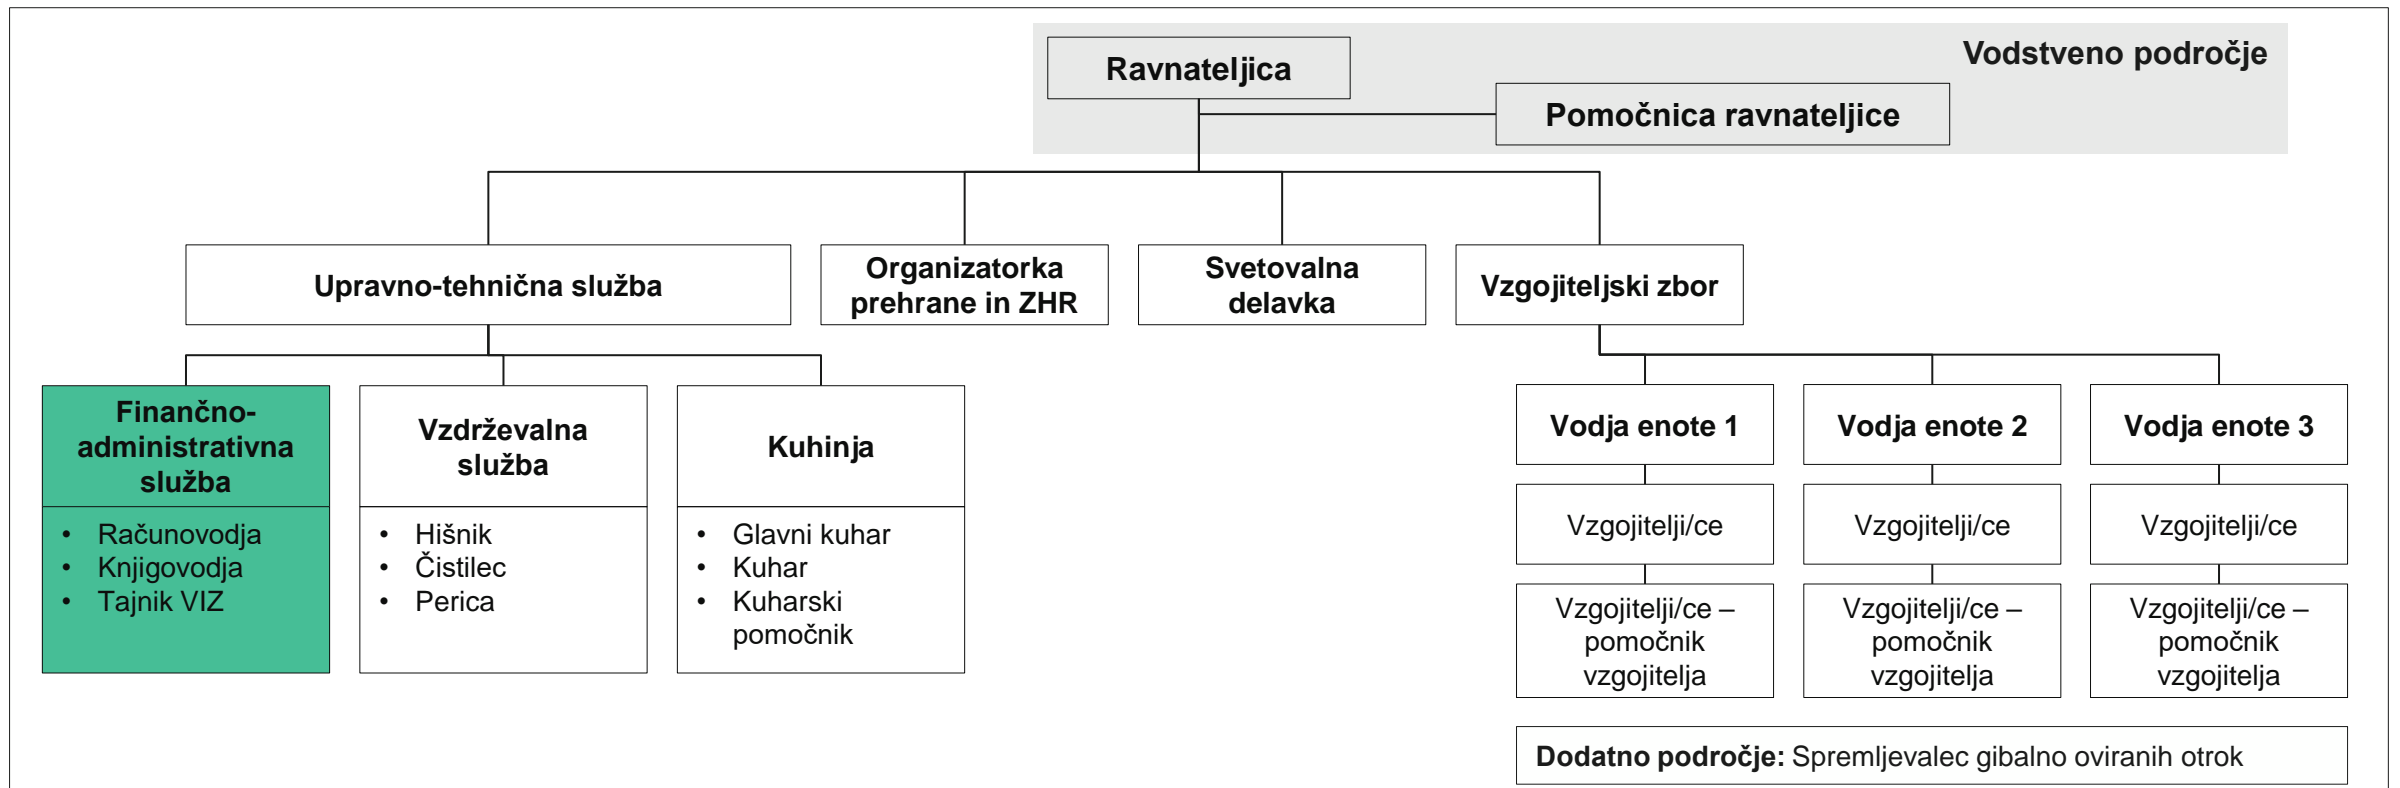 Vodstveno področje
Ravnateljica
Pomočnica ravnateljice
Upravno-tehnična služba
Organizatorka
prehrane in ZHR
Svetovalna
delavka
Vzgojiteljski zbor
Finančno-
administrativna
služba
• Računovodja
• Knjigovodja
• Tajnik VIZ
Vzdrževalna
služba
• Hišnik
• Čistilec
• Perica
Kuhinja
• Glavni kuhar
• Kuhar
• Kuharski
pomočnik
Vodja enote 1
Vzgojitelji/ce
Vzgojitelji/ce –
pomočnik
vzgojitelja
Vodja enote 2
Vzgojitelji/ce
Vzgojitelji/ce –
pomočnik
vzgojitelja
Vodja enote 3
Vzgojitelji/ce
Vzgojitelji/ce –
pomočnik
vzgojitelja
Dodatno področje: Spremljevalec gibalno oviranih otrok